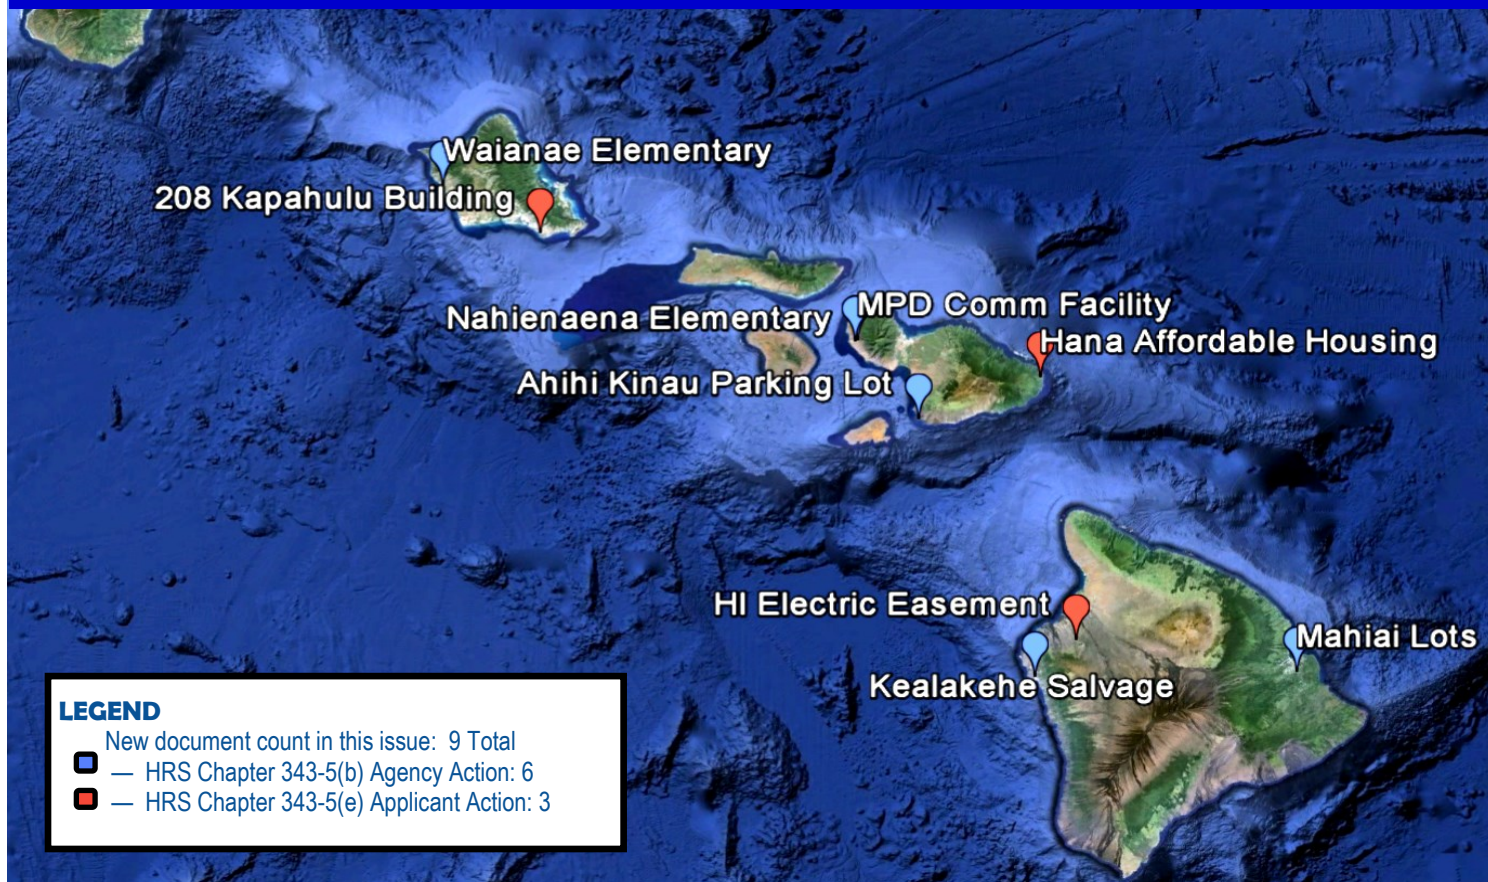 Waianae Elementary
208 Kapahulu Building
MPD Comm Facility
Nahienaena Elementary
Hana Affordable Housing
Ahihi Kinau Parking Lot
HI Electric Easement
Mahiai Lots
Kealakehe Salvage
LEGEND
New document count in this issue: 9 Total
— HRS Chapter 343-5(b) Agency Action: 6
— HRS Chapter 343-5(e) Applicant Action: 3